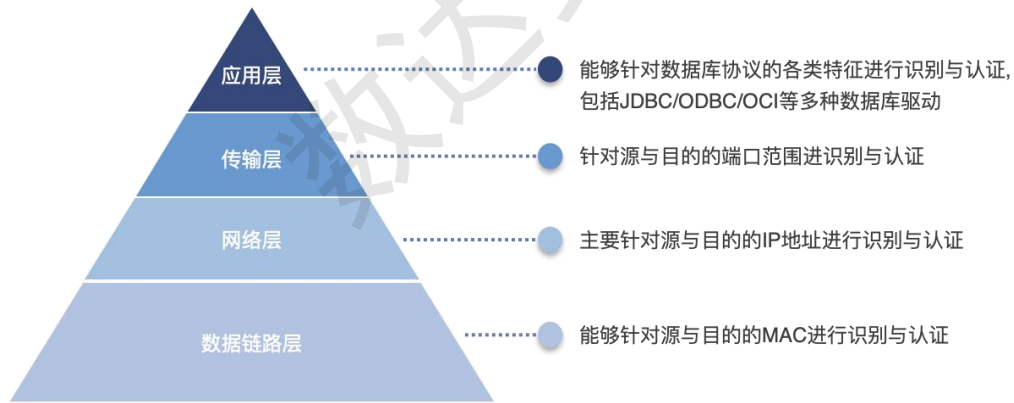 应用层
能够针对数据库协议的各类特征进行识别与认证,
包括JDBC/ODBC/OCI等多种数据库驱动
传输层
针对源与目的的端口范围进识别与认证
网络层
主要针对源与目的的IP地址进行识别与认证
数据链路层
能够针对源与目的的MAC进行识别与认证
数达